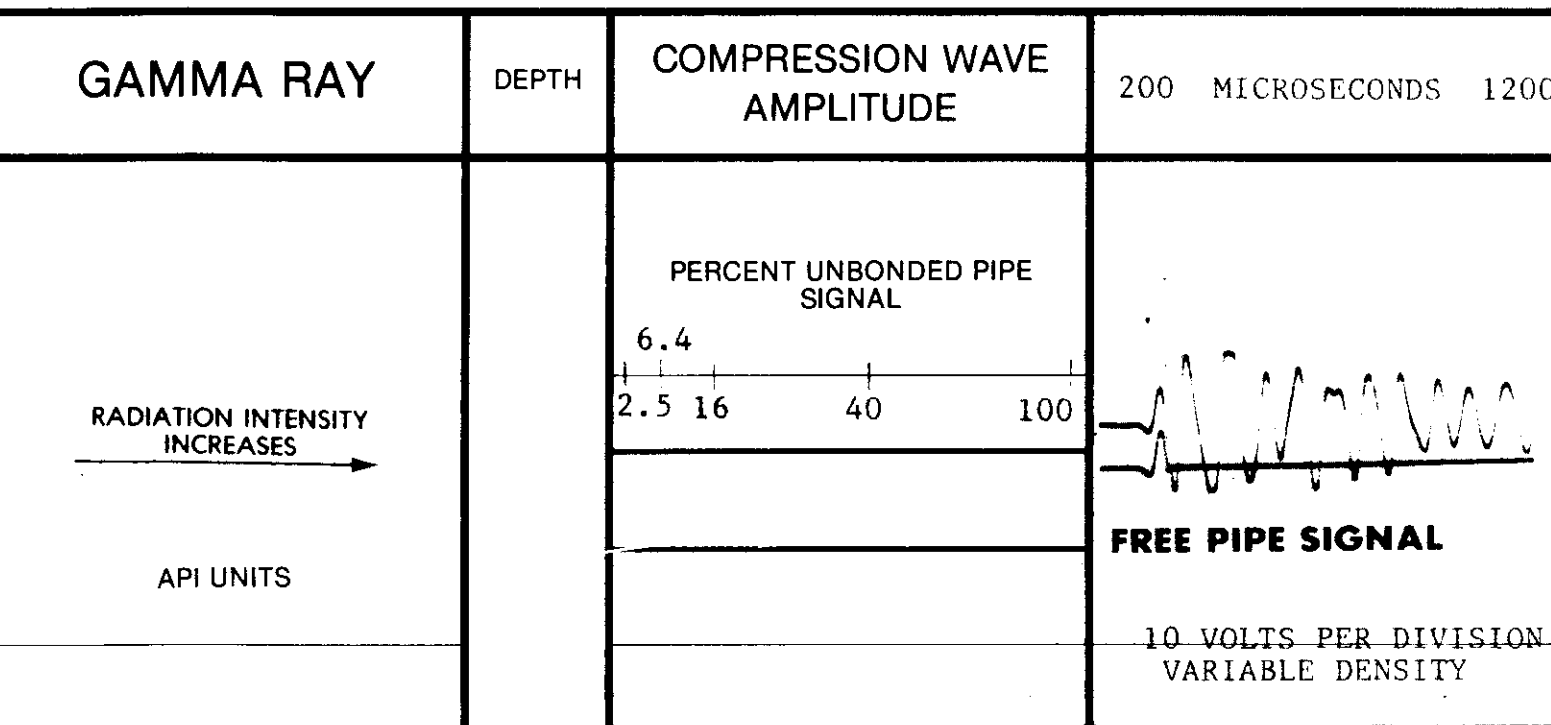 GAMMA RAY
DEPTH
COMPRESSION WAVE
AMPLITUDE
200 MICROSECONDS 1200
PERCENT UNBONDED PIPE
SIGNAL
6.4
2.5 16 40 100
RADIATION INTENSITY
INCREASES
API UNITS
FREE PIPE SIGNAL
10 VOLTS PER DIVISION
VARIABLE DENSITY